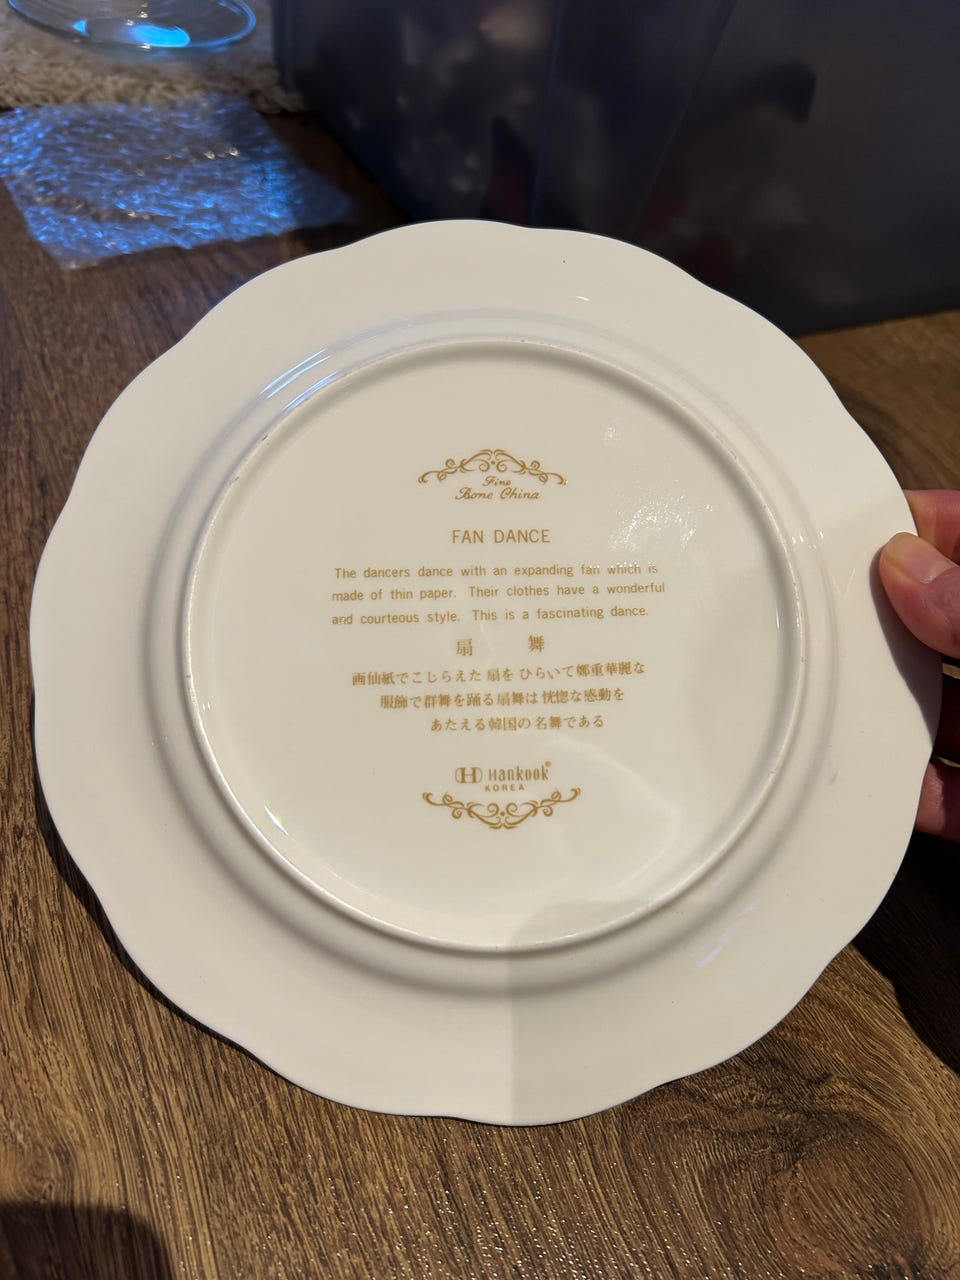 Fine
Bone China
FAN DANCE
The dancers dance with an expanding fan which is
made of thin paper. Their clothes have a wonderful
and courteous style. This is a fascinating dance.
扇 舞
画仙紙でこしらえた扇をひらいて鄭重華麗な
服飾で群舞を踊る扇舞は恍惚な感動を
あたえる韓国の名舞である
H Hankook®
KOREA